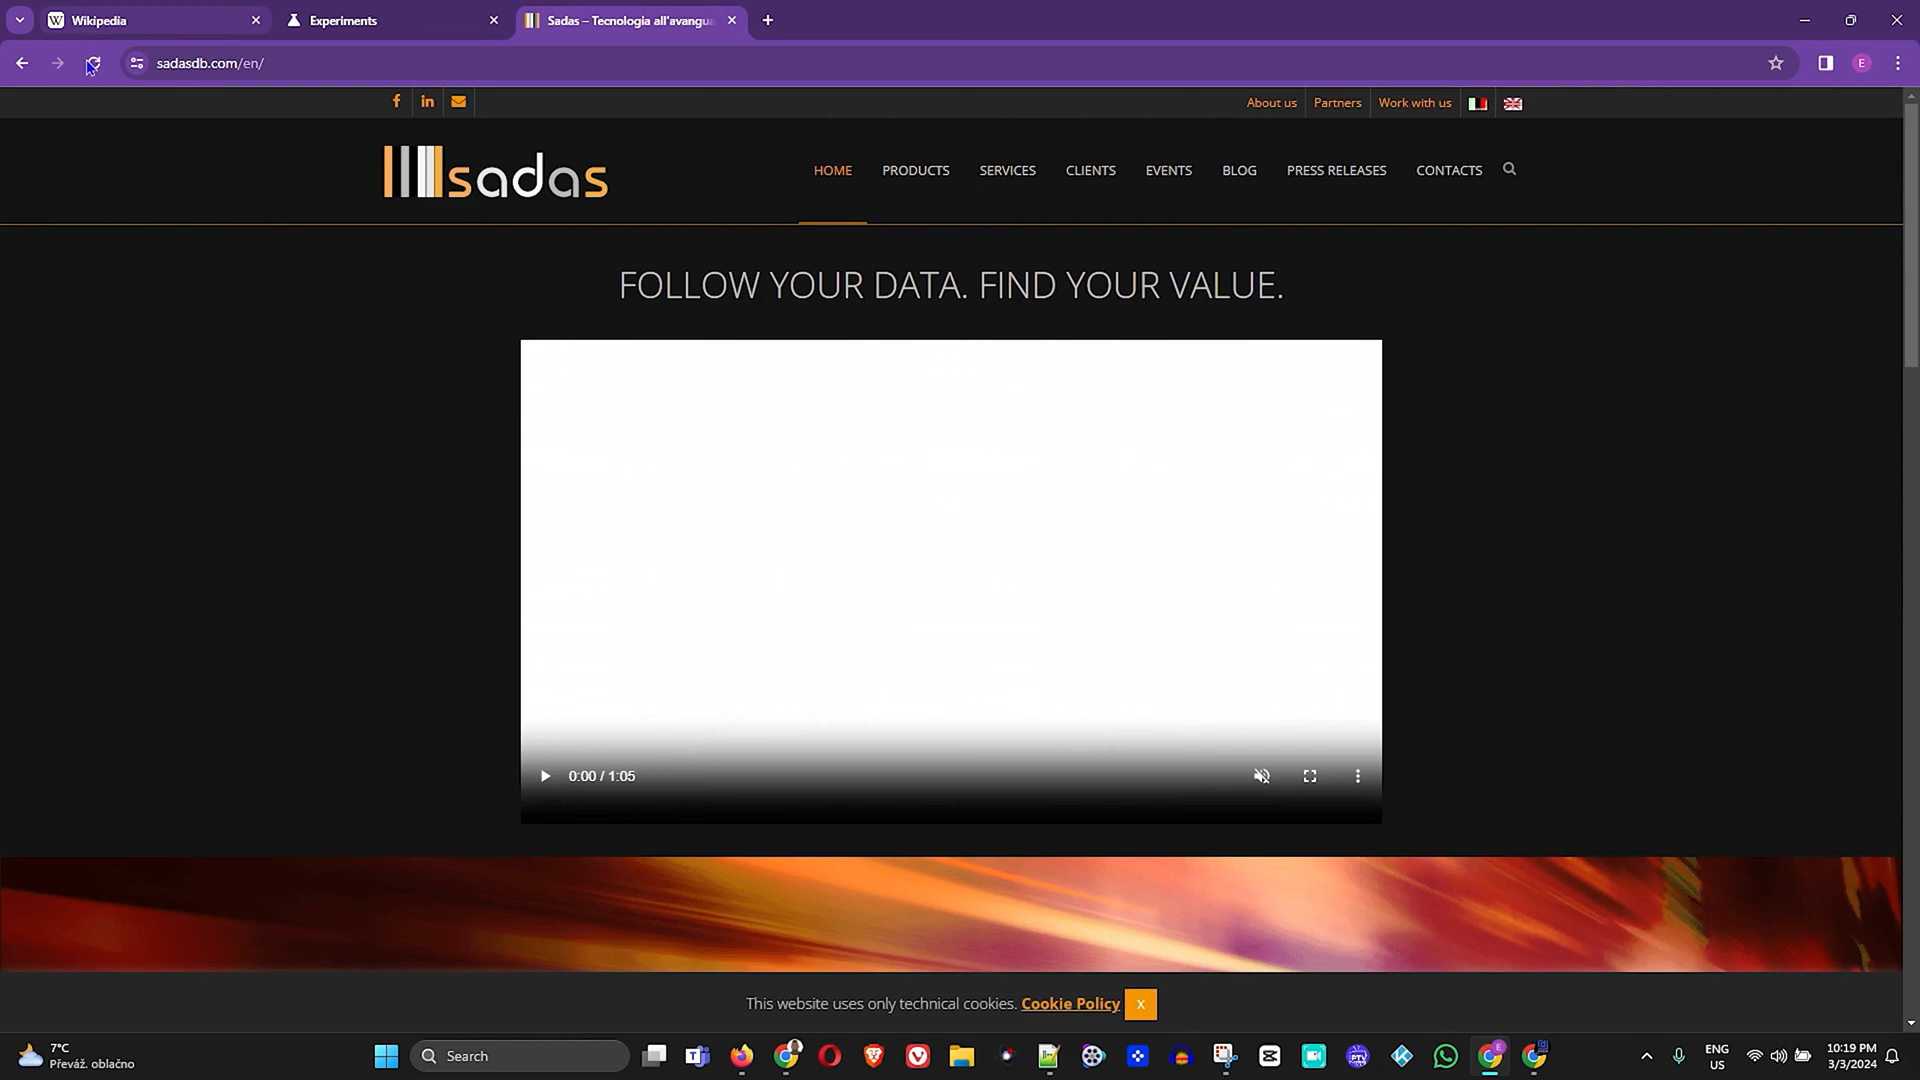 Wikipedia
Experiments
Sadas – Tecnologia all'avangua
sadasdb.com/en/
E
About us
Partners
Work with us
sadas
HOME
PRODUCTS
SERVICES
CLIENTS
EVENTS
BLOG
PRESS RELEASES
CONTACTS
FOLLOW YOUR DATA. FIND YOUR VALUE.
0:00 / 1:05
This website uses only technical cookies. Cookie Policy x
7°C
Převáž. oblačno
Search
ENG
US
10:19 PM
3/3/2024